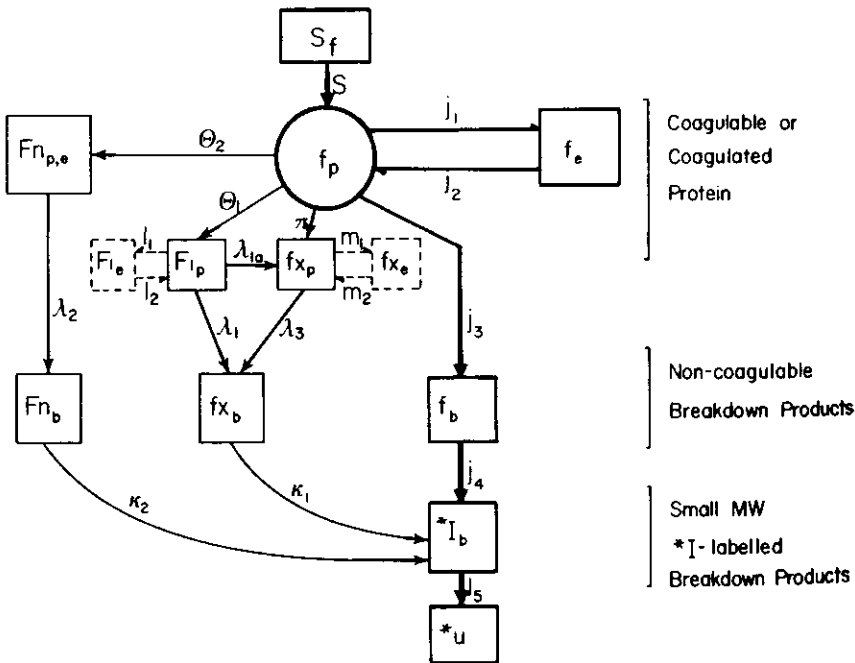 S_f
S
j_1
Θ_2
Fn_p,e
f_p
f_e
j_2
Coagulable or
Coagulated
Protein
Θ_1
π
l_1
m_1
F1_e
F1_p
λ_1a
fx_p
fx_e
l_2
m_2
λ_2
λ_1
λ_3
j_3
Fn_b
fx_b
f_b
Non-coagulable
Breakdown Products
j_4
κ_2
κ_1
*I_b
Small MW
*I-labelled
Breakdown Products
j_5
*u